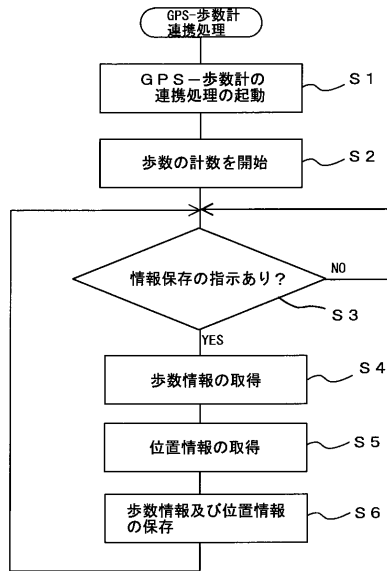 GPS-歩数計
連携処理
GPS−歩数計の
連携処理の起動
S1
歩数の計数を開始
S2
情報保存の指示あり?
NO
S3
YES
歩数情報の取得
S4
位置情報の取得
S5
歩数情報及び位置情報
の保存
S6